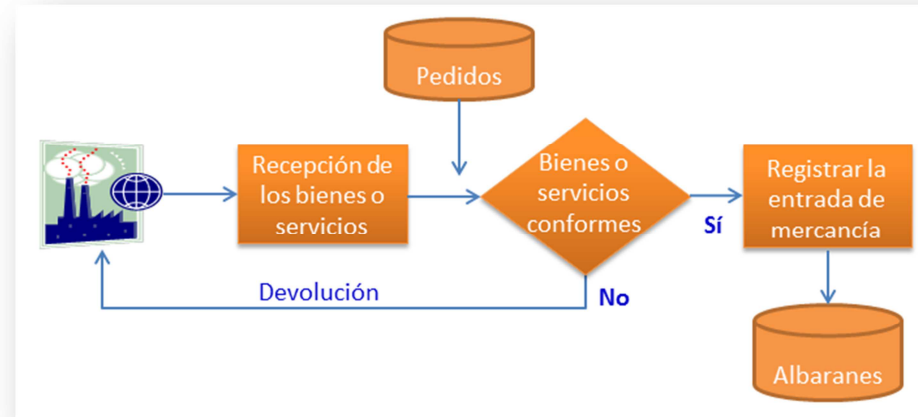 Pedidos
Recepción de
los bienes o
servicios
Bienes o
servicios
conformes
Sí
Registrar la
entrada de
mercancía
Devolución
No
Albaranes